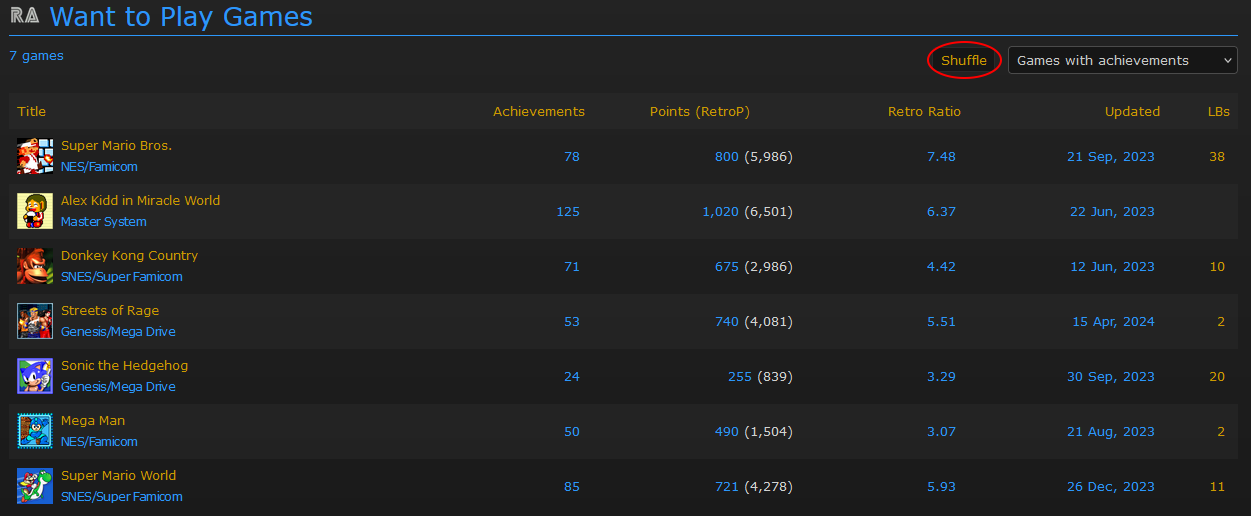 RA Want to Play Games
7 games
Shuffle Games with achievements
Title Achievements Points (RetroP) Retro Ratio Updated LBs
Super Mario Bros.
NES/Famicom
78 800 (5,986) 7.48 21 Sep, 2023 38
Alex Kidd in Miracle World
Master System
125 1,020 (6,501) 6.37 22 Jun, 2023
Donkey Kong Country
SNES/Super Famicom
71 675 (2,986) 4.42 12 Jun, 2023 10
Streets of Rage
Genesis/Mega Drive
53 740 (4,081) 5.51 15 Apr, 2024 2
Sonic the Hedgehog
Genesis/Mega Drive
24 255 (839) 3.29 30 Sep, 2023 20
Mega Man
NES/Famicom
50 490 (1,504) 3.07 21 Aug, 2023 2
Super Mario World
SNES/Super Famicom
85 721 (4,278) 5.93 26 Dec, 2023 11